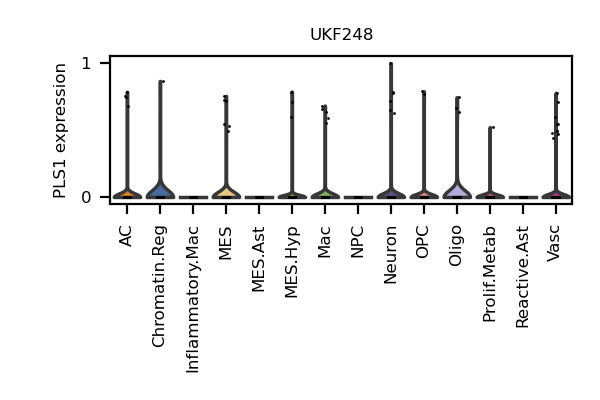 UKF248
PLS1 expression
1
0
AC
Chromatin.Reg
Inflammatory.Mac
MES
MES.Ast
MES.Hyp
Mac
NPC
Neuron
OPC
Oligo
Prolif.Metab
Reactive.Ast
Vasc